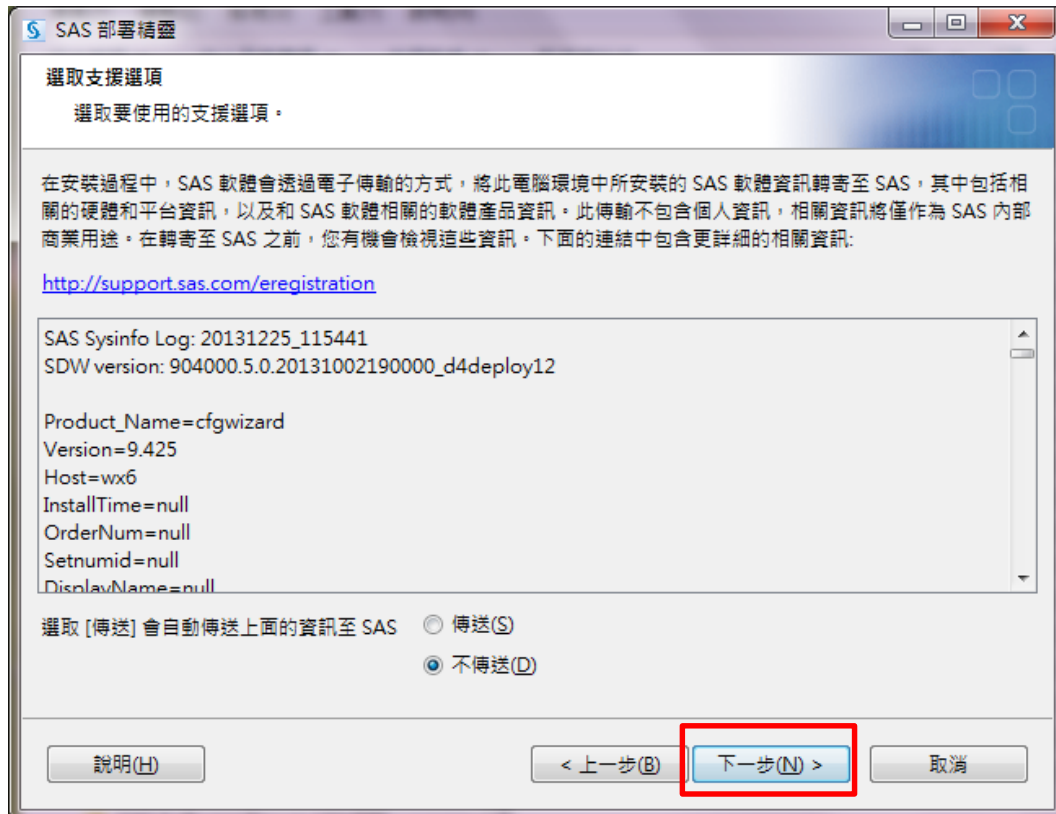 SAS 部署精靈
選取支援選項
選取要使用的支援選項。
在安裝過程中，SAS 軟體會透過電子傳輸的方式，將此電腦環境中所安裝的 SAS 軟體資訊轉寄至 SAS，其中包括相
關的硬體和平台資訊，以及和 SAS 軟體相關的軟體產品資訊。此傳輸不包含個人資訊，相關資訊將僅作為 SAS 內部
商業用途。在轉寄至 SAS 之前，您有機會檢視這些資訊。下面的連結中包含更詳細的相關資訊:
http://support.sas.com/eregistration
SAS Sysinfo Log: 20131225_115441
SDW version: 904000.5.0.20131002190000_d4deploy12
Product_Name=cfgwizard
Version=9.425
Host=wx6
InstallTime=null
OrderNum=null
Setnumid=null
DisplayName=null
選取 [傳送] 會自動傳送上面的資訊至 SAS 傳送(S)
不傳送(D)
說明(H) < 上一步(B) 下一步(N) > 取消